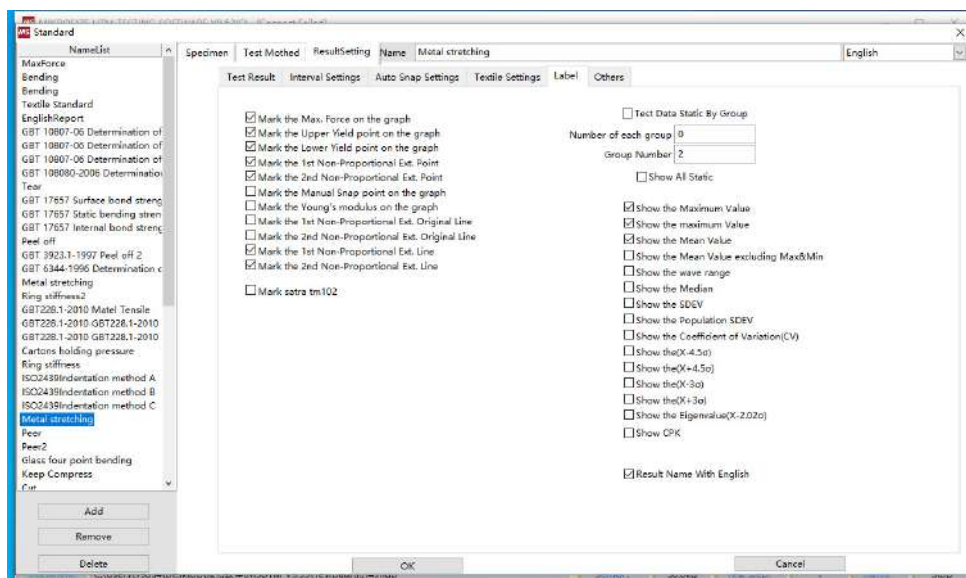 Standard
NameList
MaxForce
Bending
Bending
Textile Standard
EnglishReport
GBT 10807-06 Determination of
GBT 10807-06 Determination of
GBT 10807-06 Determination of
GBT 108080-2006 Determination
Tear
GBT 17657 Surface bond streng
GBT 17657 Static bending stren
GBT 17657 Internal bond streng
Peel off
GBT 3923.1-1997 Peel off 2
GBT 6344-1996 Determination c
Metal stretching
Ring stiffness2
GBT228.1-2010 Matel Tensile
GBT228.1-2010 GBT228.1-2010
GBT228.1-2010 GBT228.1-2010
Cartons holding pressure
Ring stiffness
ISO2439Indentation method A
ISO2439Indentation method B
ISO2439Indentation method C
Metal stretching
Peer
Peer2
Glass four point bending
Keep Compress
Cut
Add
Remove
Delete
Specimen Test Mothed ResultSetting Name Metal stretching English
Test Result Interval Settings Auto Snap Settings Textile Settings Label Others
Mark the Max. Force on the graph
Mark the Upper Yield point on the graph
Mark the Lower Yield point on the graph
Mark the 1st Non-Proportional Ext. Point
Mark the 2nd Non-Proportional Ext. Point
Mark the Manual Snap point on the graph
Mark the Young's modulus on the graph
Mark the 1st Non-Proportional Ext. Original Line
Mark the 2nd Non-Proportional Ext. Original Line
Mark the 1st Non-Proportional Ext. Line
Mark the 2nd Non-Proportional Ext. Line
Mark satra tm102
Test Data Static By Group
Number of each group 0
Group Number 2
Show All Static
Show the Maximum Value
Show the maximum Value
Show the Mean Value
Show the Mean Value excluding Max&Min
Show the wave range
Show the Median
Show the SDEV
Show the Population SDEV
Show the Coefficient of Variation(CV)
Show the(X-4.5σ)
Show the(X+4.5σ)
Show the(X-3σ)
Show the(X+3σ)
Show the Eigenvalue(X-2.02σ)
Show CPK
Result Name With English
OK
Cancel